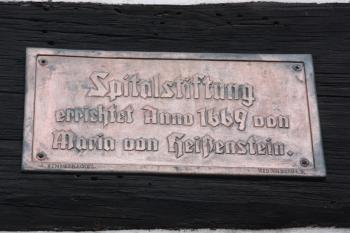 Spitalstiftung
errichtet Anno 1669 von
Maria von Heißenstein.